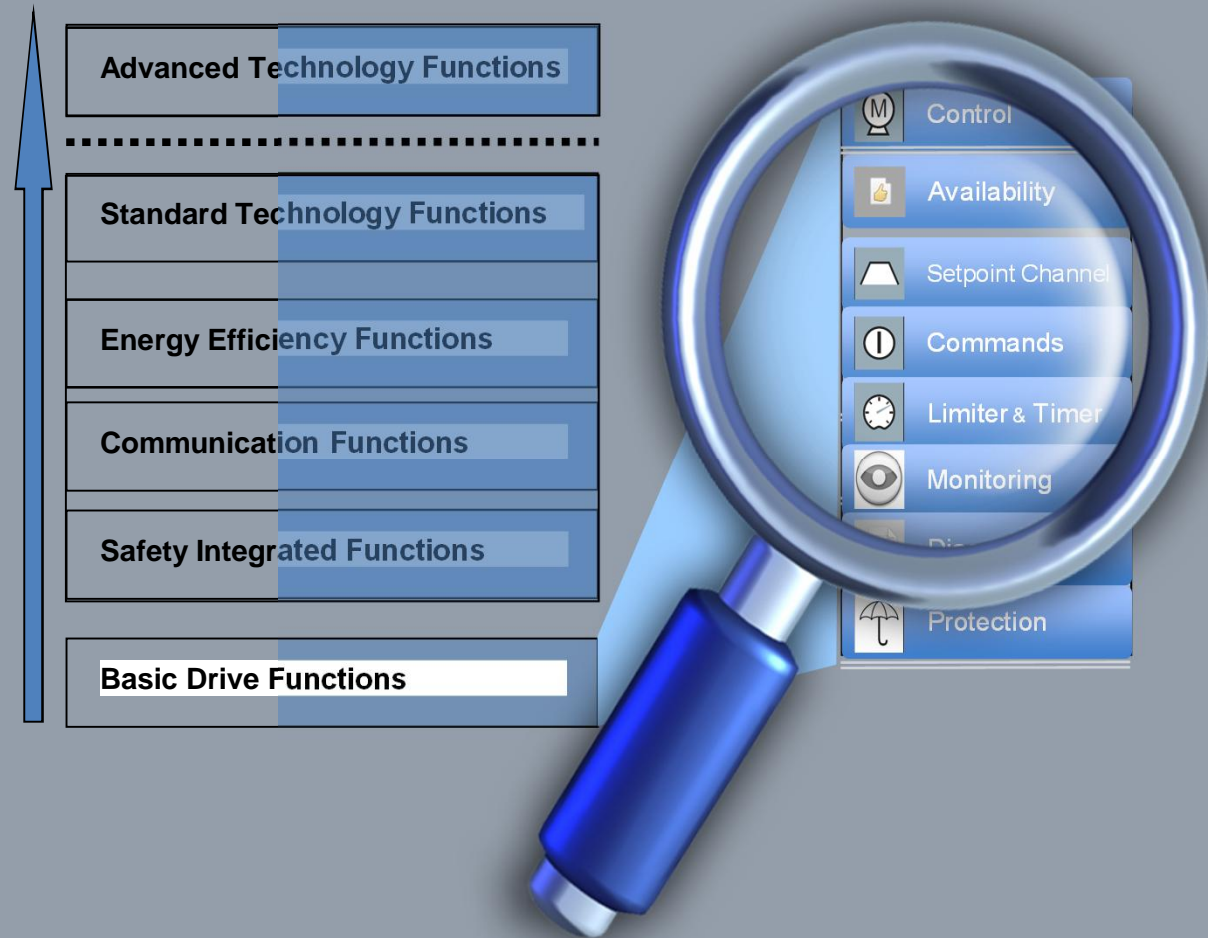 Advanced Technology Functions
Standard Technology Functions
Energy Efficiency Functions
Communication Functions
Safety Integrated Functions
Basic Drive Functions
M
Control
Availability
Setpoint Channel
Commands
Limiter & Timer
Monitoring
Protection